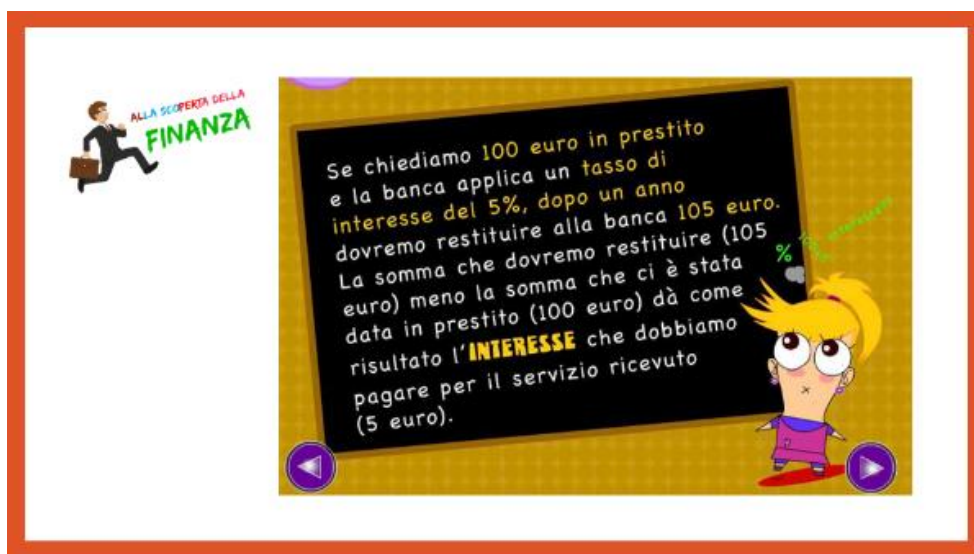 ALLA SCOPERTA DELLA
FINANZA
Se chiediamo 100 euro in prestito
e la banca applica un tasso di
interesse del 5%, dopo un anno
dovremo restituire alla banca 105 euro.
La somma che dovremo restituire (105
euro) meno la somma che ci è stata
data in prestito (100 euro) dà come
risultato l'INTERESSE che dobbiamo
pagare per il servizio ricevuto
(5 euro).
%